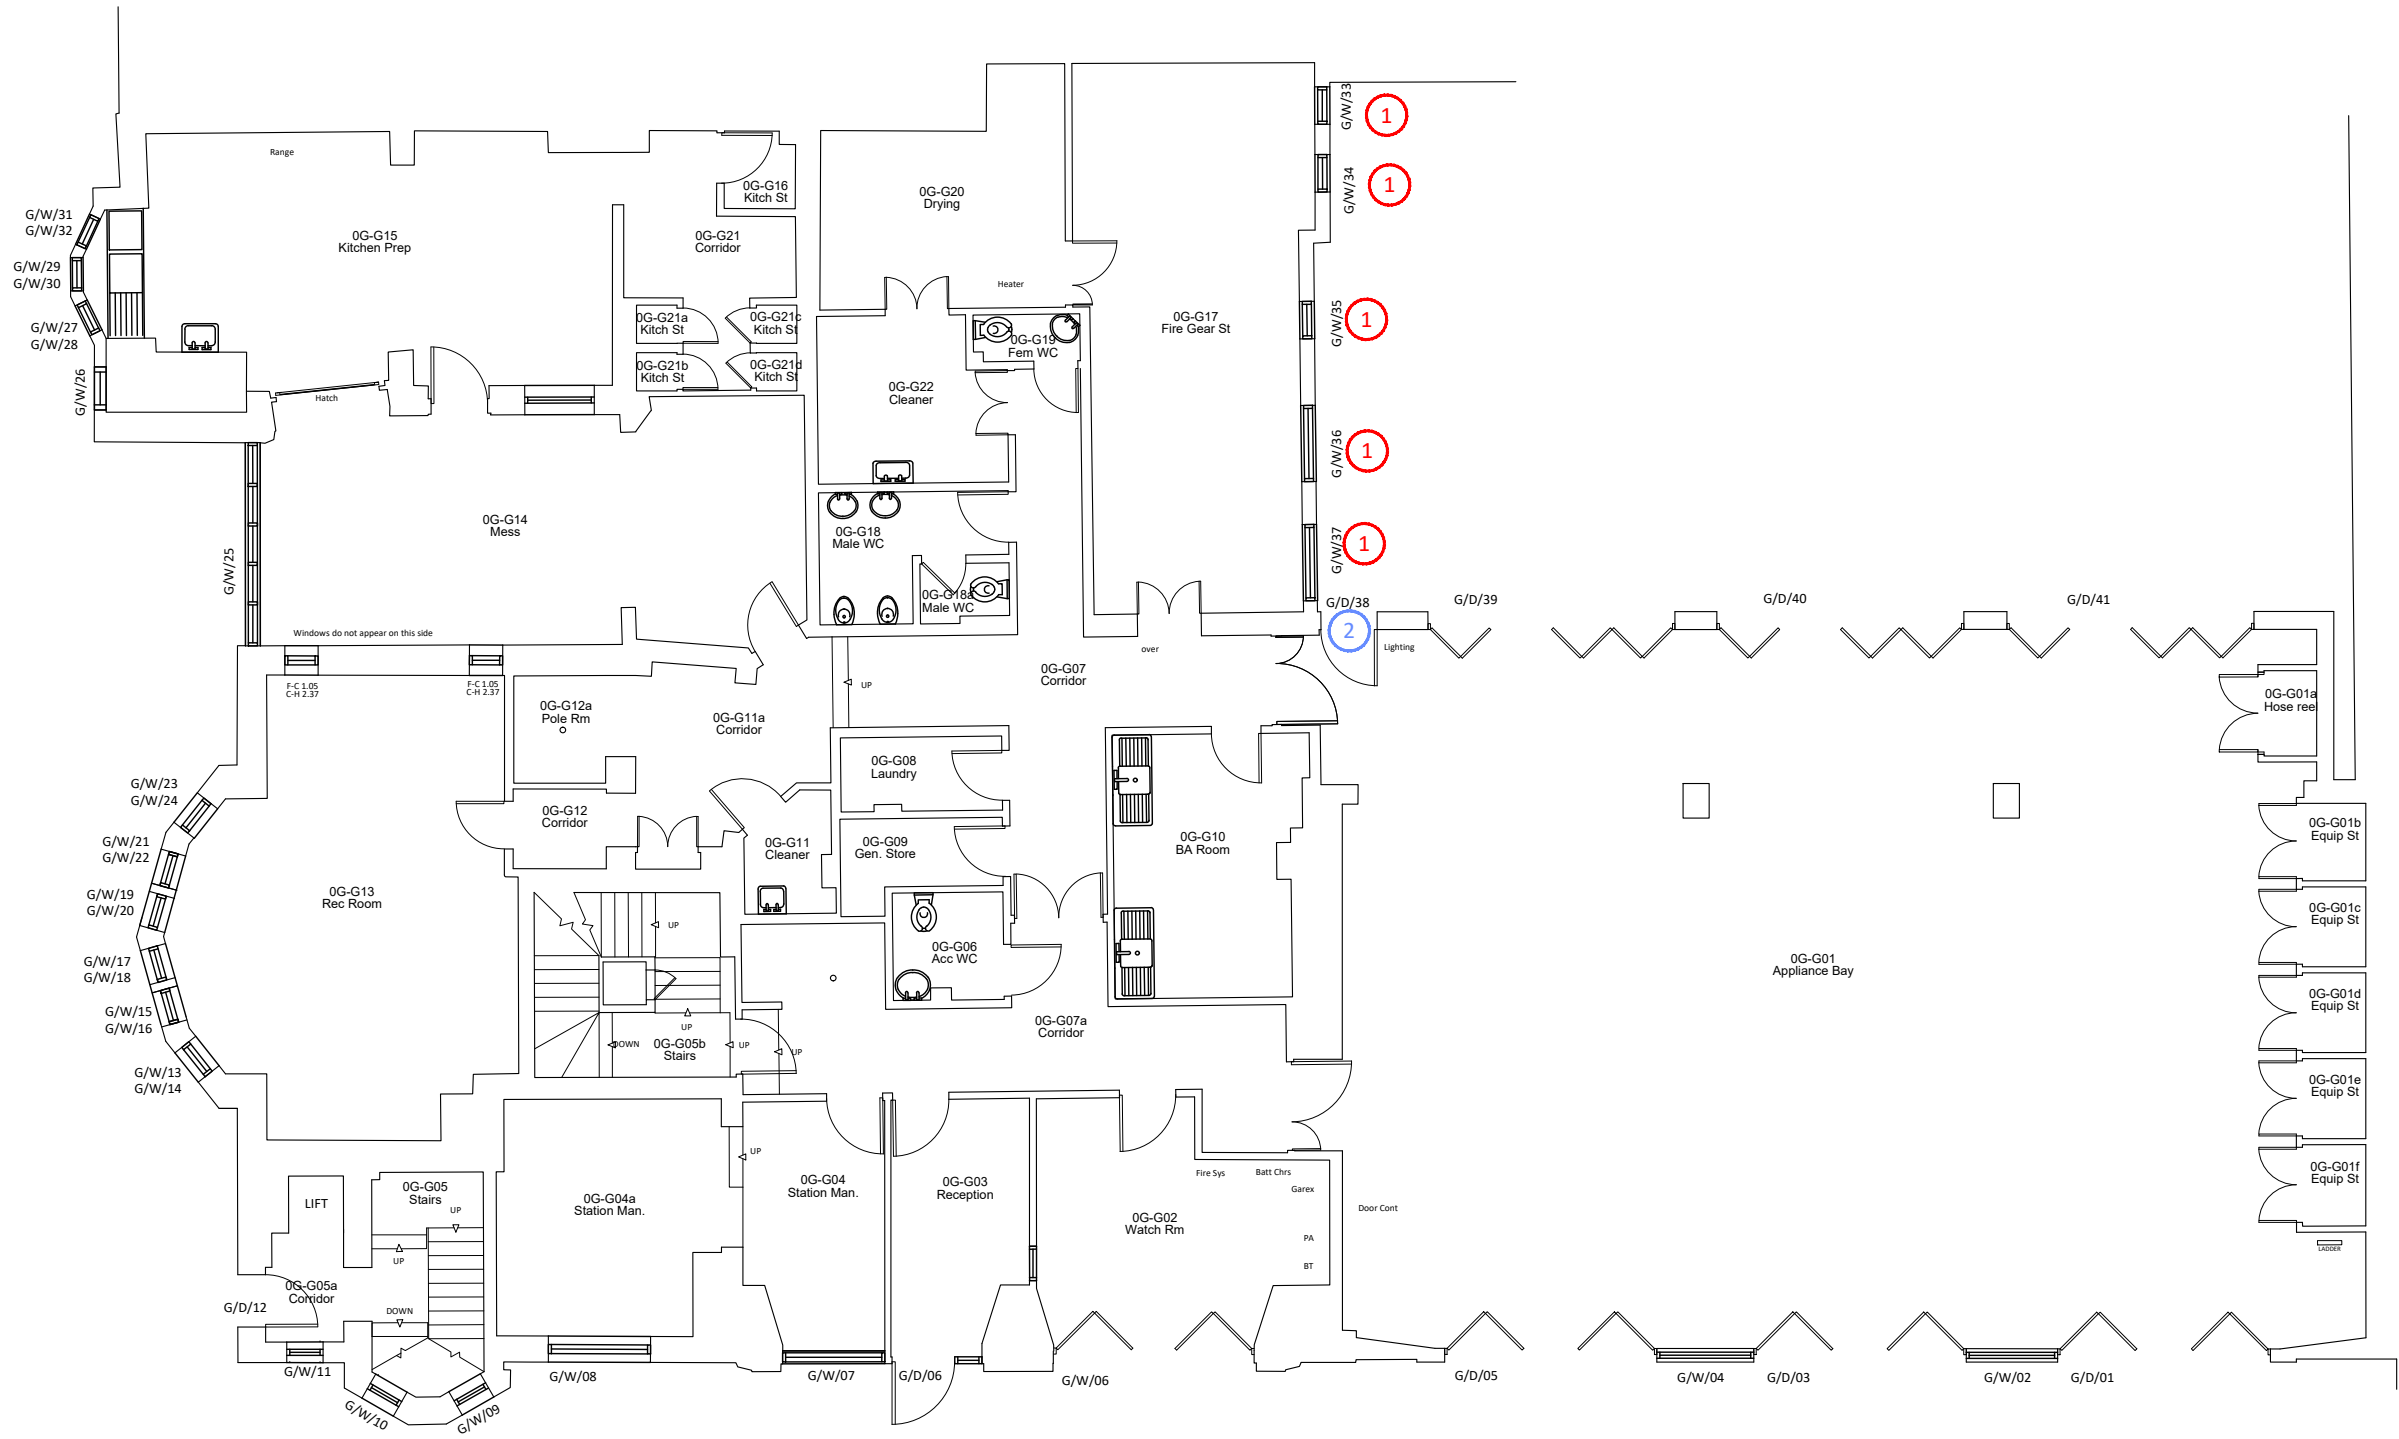 G/W/33
1
Range
G/W/34
1
0G-G16
Kitch St
0G-G20
Drying
G/W/31
G/W/32
0G-G15
Kitchen Prep
0G-G21
Corridor
G/W/29
G/W/30
Heater
0G-G17
Fire Gear St
G/W/35
1
G/W/27
G/W/28
0G-G21a
Kitch St
0G-G21c
Kitch St
0G-G19
Fem WC
0G-G21b
Kitch St
0G-G21d
Kitch St
G/W/26
Hatch
0G-G22
Cleaner
G/W/36
1
0G-G14
Mess
0G-G18
Male WC
G/W/37
1
G/W/25
0G-G18a
Male WC
G/D/38
2
G/D/39
G/D/40
G/D/41
Windows do not appear on this side
over
Lighting
F-C 1.05
C-H 2.37
F-C 1.05
C-H 2.37
UP
0G-G07
Corridor
0G-G12a
Pole Rm
0G-G11a
Corridor
0G-G01a
Hose reel
0G-G08
Laundry
G/W/23
G/W/24
0G-G12
Corridor
0G-G01b
Equip St
G/W/21
G/W/22
0G-G11
Cleaner
0G-G09
Gen. Store
0G-G10
BA Room
G/W/19
G/W/20
0G-G13
Rec Room
0G-G01c
Equip St
UP
0G-G06
Acc WC
0G-G01
Appliance Bay
G/W/17
G/W/18
0G-G01d
Equip St
G/W/15
G/W/16
UP
0G-G07a
Corridor
DOWN
0G-G05b
Stairs
UP
UP
G/W/13
G/W/14
0G-G01e
Equip St
UP
0G-G04
Station Man.
0G-G03
Reception
Fire Sys
Batt Chrs
Garex
0G-G01f
Equip St
0G-G05
Stairs
LIFT
UP
0G-G04a
Station Man.
0G-G02
Watch Rm
Door Cont
PA
BT
LADDER
UP
0G-G05a
Corridor
G/D/12
DOWN
G/W/11
G/W/10
G/W/09
G/W/08
G/W/07
G/D/06
G/W/06
G/D/05
G/W/04
G/D/03
G/W/02
G/D/01